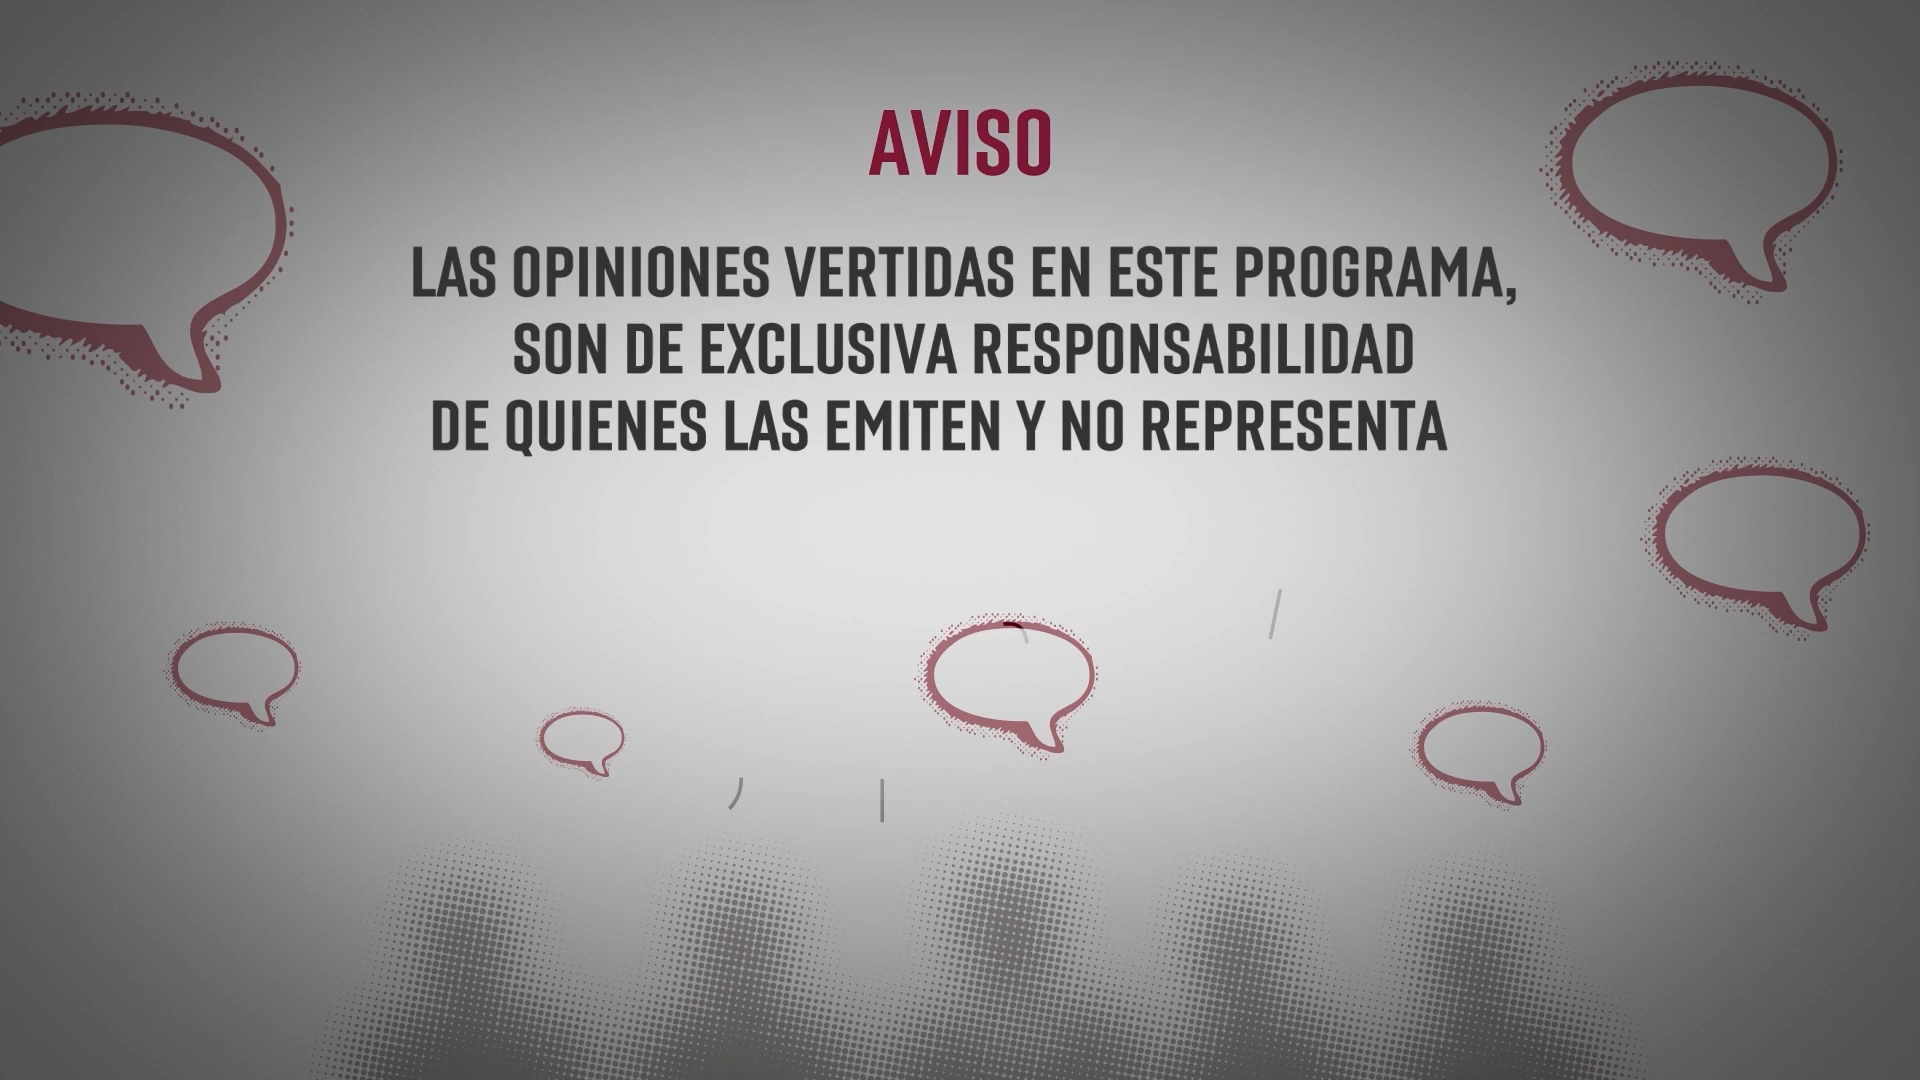 AVISO
LAS OPINIONES VERTIDAS EN ESTE PROGRAMA,
SON DE EXCLUSIVA RESPONSABILIDAD
DE QUIENES LAS EMITEN Y NO REPRESENTA